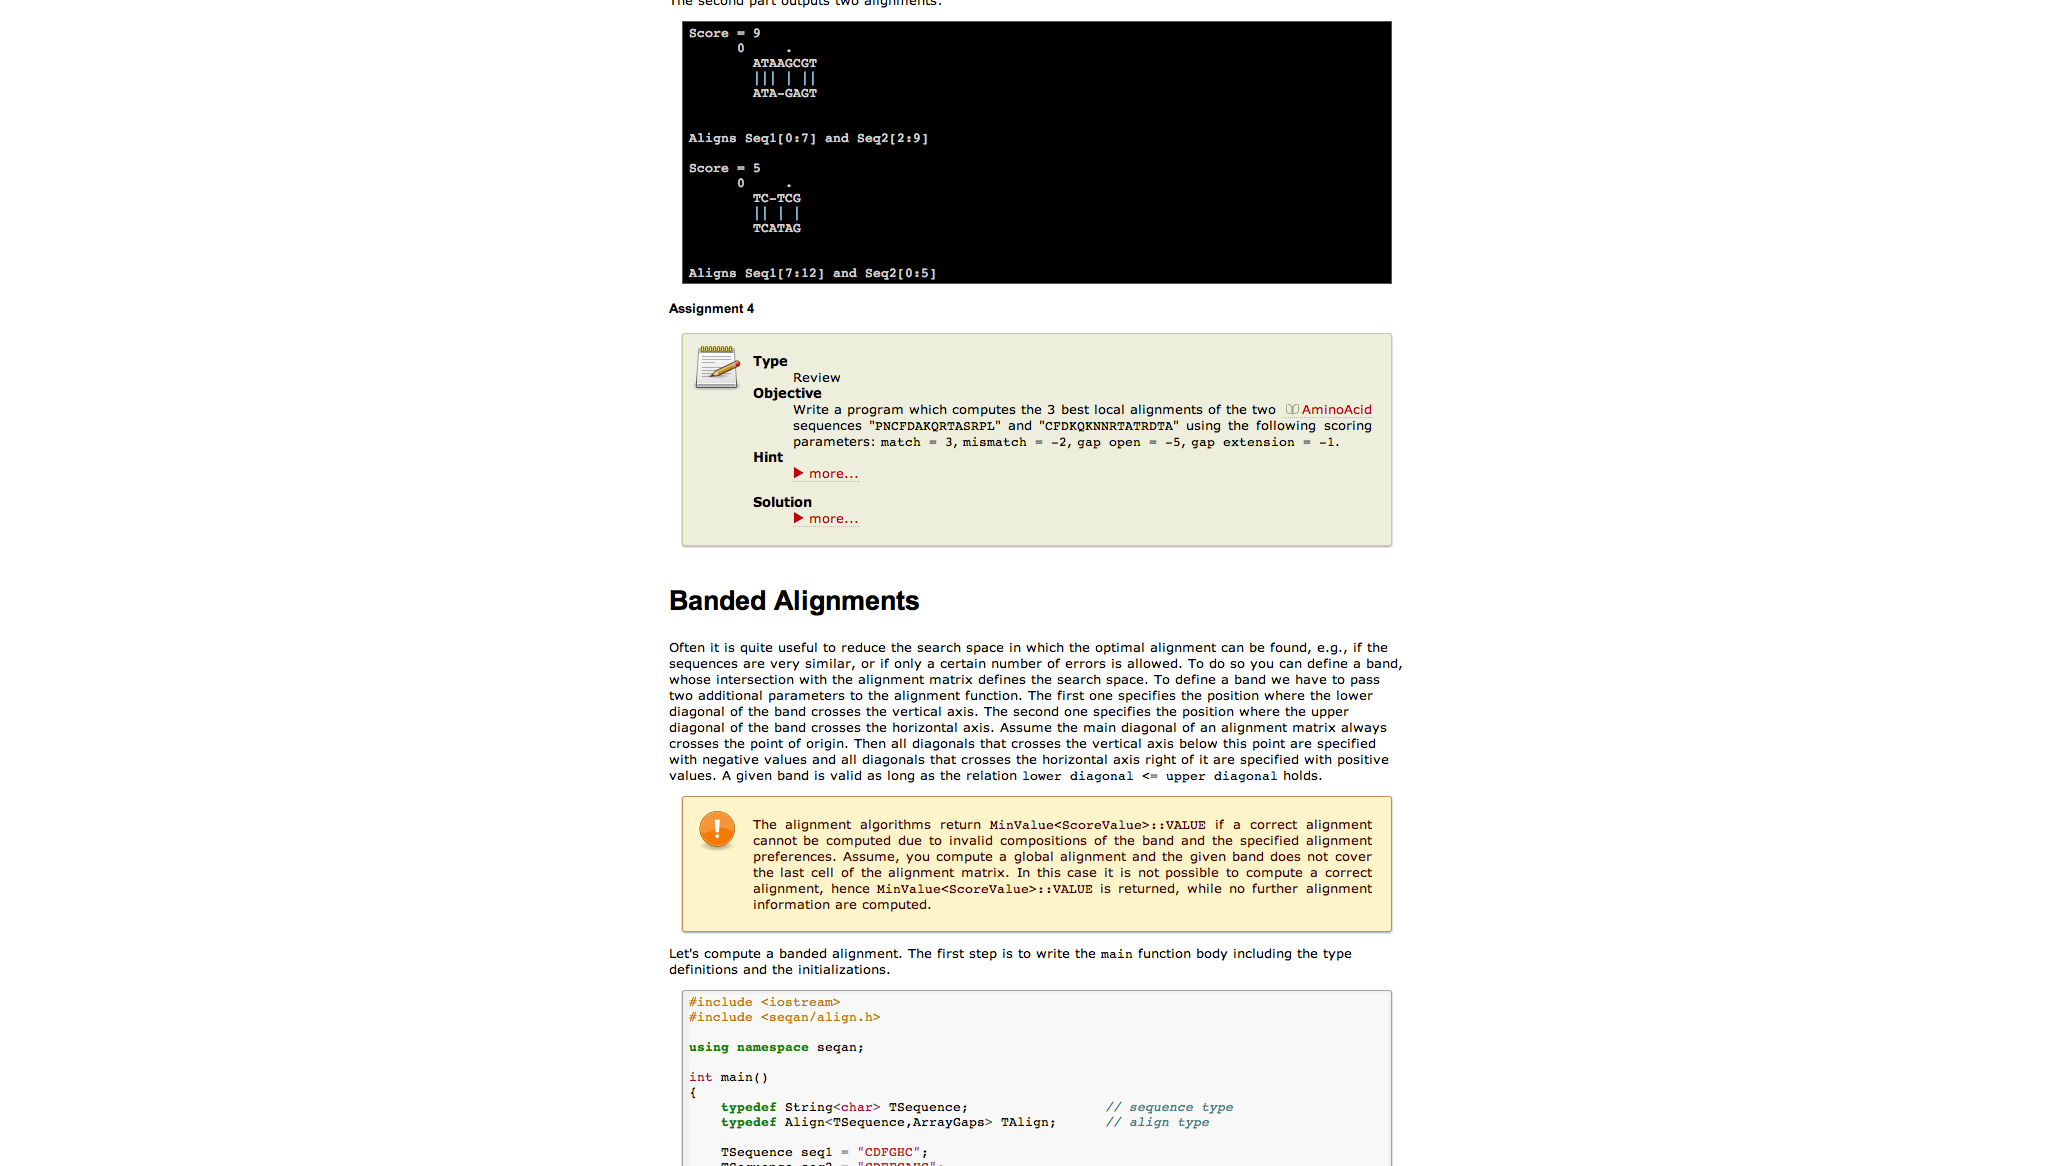 The second part outputs two alignments:
Score = 9
0     .
ATAAGCGT
||| | ||
ATA-GAGT
Aligns Seq1[0:7] and Seq2[2:9]
Score = 5
0     .
TC-TCG
|| | |
TCATAG
Aligns Seq1[7:12] and Seq2[0:5]
Assignment 4
Type
Review
Objective
Write a program which computes the 3 best local alignments of the two AminoAcid
sequences "PNCFDAKQRTASRPL" and "CFDKQKNNRTATRDTA" using the following scoring
parameters: match = 3, mismatch = -2, gap open = -5, gap extension = -1.
Hint
more...
Solution
more...
Banded Alignments
Often it is quite useful to reduce the search space in which the optimal alignment can be found, e.g., if the
sequences are very similar, or if only a certain number of errors is allowed. To do so you can define a band,
whose intersection with the alignment matrix defines the search space. To define a band we have to pass
two additional parameters to the alignment function. The first one specifies the position where the lower
diagonal of the band crosses the vertical axis. The second one specifies the position where the upper
diagonal of the band crosses the horizontal axis. Assume the main diagonal of an alignment matrix always
crosses the point of origin. Then all diagonals that crosses the vertical axis below this point are specified
with negative values and all diagonals that crosses the horizontal axis right of it are specified with positive
values. A given band is valid as long as the relation lower diagonal <= upper diagonal holds.
The alignment algorithms return MinValue<ScoreValue>::VALUE if a correct alignment
cannot be computed due to invalid compositions of the band and the specified alignment
preferences. Assume, you compute a global alignment and the given band does not cover
the last cell of the alignment matrix. In this case it is not possible to compute a correct
alignment, hence MinValue<ScoreValue>::VALUE is returned, while no further alignment
information are computed.
Let's compute a banded alignment. The first step is to write the main function body including the type
definitions and the initializations.
#include <iostream>
#include <seqan/align.h>
using namespace seqan;
int main()
{
typedef String<char> TSequence; // sequence type
typedef Align<TSequence,ArrayGaps> TAlign; // align type
TSequence seq1 = "CDFGHC";